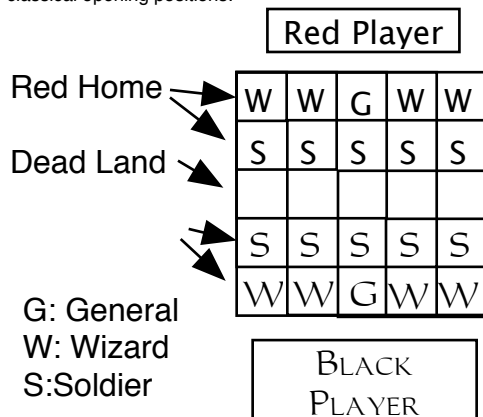 classical opening positions.
Red Player
Red Home
W W G W W
S S S S S
Dead Land
S S S S S
W W G W W
G: General
W: Wizard
S:Soldier
BLACK
PLAYER